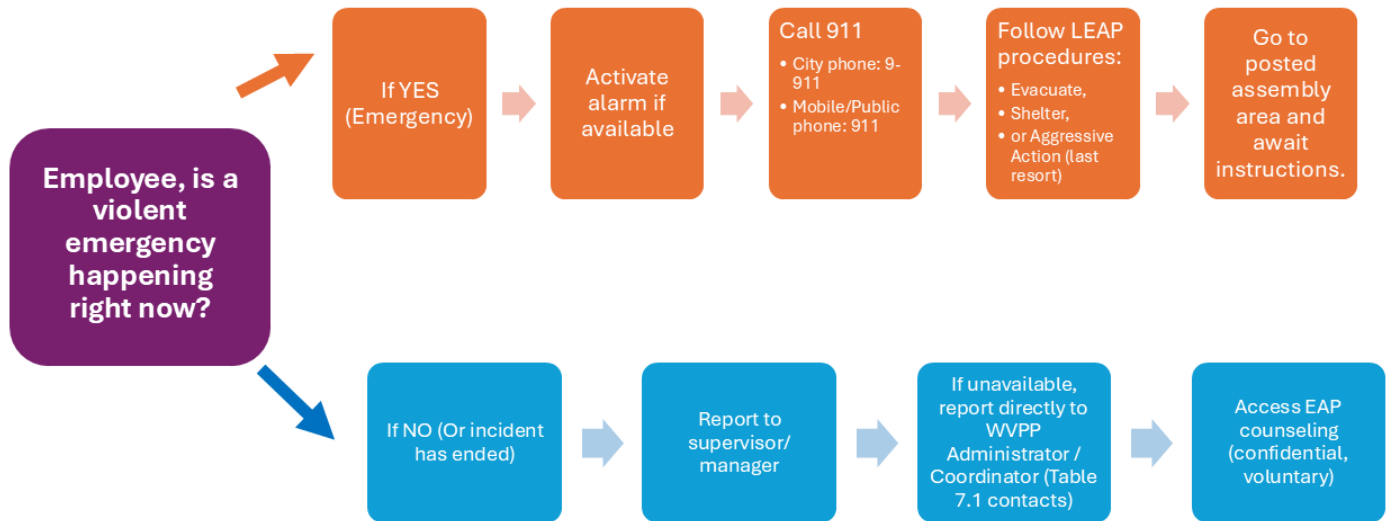 Employee, is a
violent
emergency
happening
right now?
If YES
(Emergency)
Activate
alarm if
available
Call 911
• City phone: 9-
911
• Mobile/Public
phone: 911
Follow LEAP
procedures:
• Evacuate,
• Shelter,
• or Aggressive
Action (last
resort)
Go to
posted
assembly
area and
await
instructions.
If NO (Or incident
has ended)
Report to
supervisor/
manager
If unavailable,
report directly to
WVPP
Administrator /
Coordinator (Table
7.1 contacts)
Access EAP
counseling
(confidential,
voluntary)